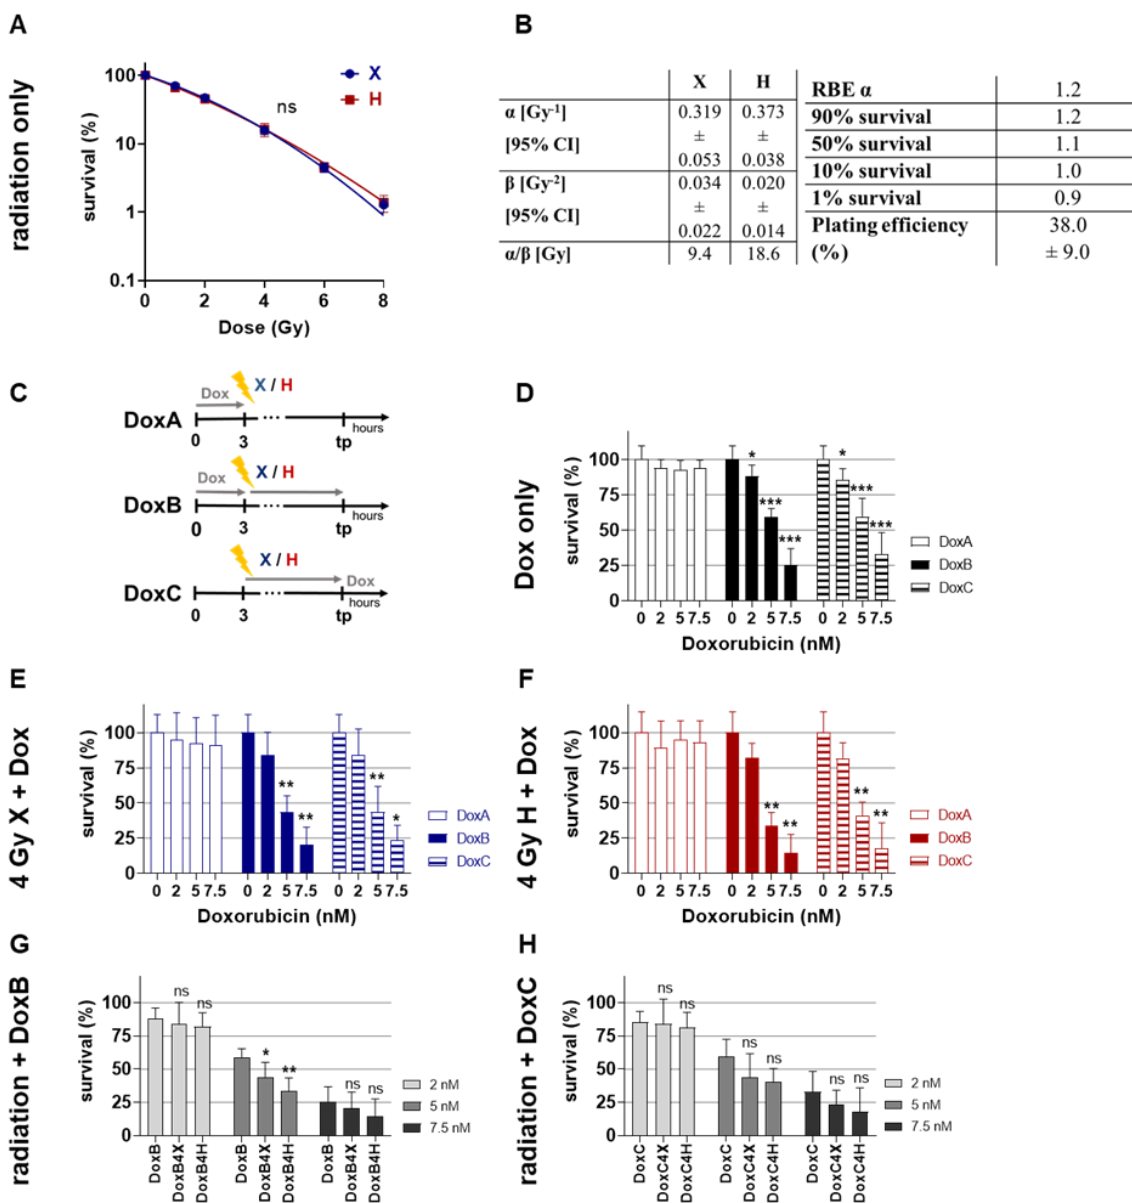 A
radiation only
survival (%)
100
10
1
0.1
0 2 4 6 8
Dose (Gy)
ns
X
H
B
X H
α [Gy⁻¹] 0.319 0.373
[95% CI] ± ±
0.053 0.038
β [Gy⁻²] 0.034 0.020
[95% CI] ± ±
0.022 0.014
α/β [Gy] 9.4 18.6
RBE α 1.2
90% survival 1.2
50% survival 1.1
10% survival 1.0
1% survival 0.9
Plating efficiency 38.0
(%) ± 9.0
C
Dox X / H
DoxA
0 3 ... tp hours
Dox X / H
DoxB
0 3 ... tp hours
X / H
Dox
DoxC
0 3 ... tp hours
D
Dox only
survival (%)
100
75
50
25
0
* *** *** * *** ***
0 2 5 7.5 0 2 5 7.5 0 2 5 7.5
Doxorubicin (nM)
DoxA
DoxB
DoxC
E
4 Gy X + Dox
survival (%)
100
75
50
25
0
** ** ** *
0 2 5 7.5 0 2 5 7.5 0 2 5 7.5
Doxorubicin (nM)
DoxA
DoxB
DoxC
F
4 Gy H + Dox
survival (%)
100
75
50
25
0
** ** ** **
0 2 5 7.5 0 2 5 7.5 0 2 5 7.5
Doxorubicin (nM)
DoxA
DoxB
DoxC
G
radiation + DoxB
survival (%)
100
75
50
25
0
ns ns * ** ns ns
DoxB DoxB4X DoxB4H DoxB DoxB4X DoxB4H DoxB DoxB4X DoxB4H
2 nM
5 nM
7.5 nM
H
radiation + DoxC
survival (%)
100
75
50
25
0
ns ns ns ns ns ns
DoxC DoxC4X DoxC4H DoxC DoxC4X DoxC4H DoxC DoxC4X DoxC4H
2 nM
5 nM
7.5 nM